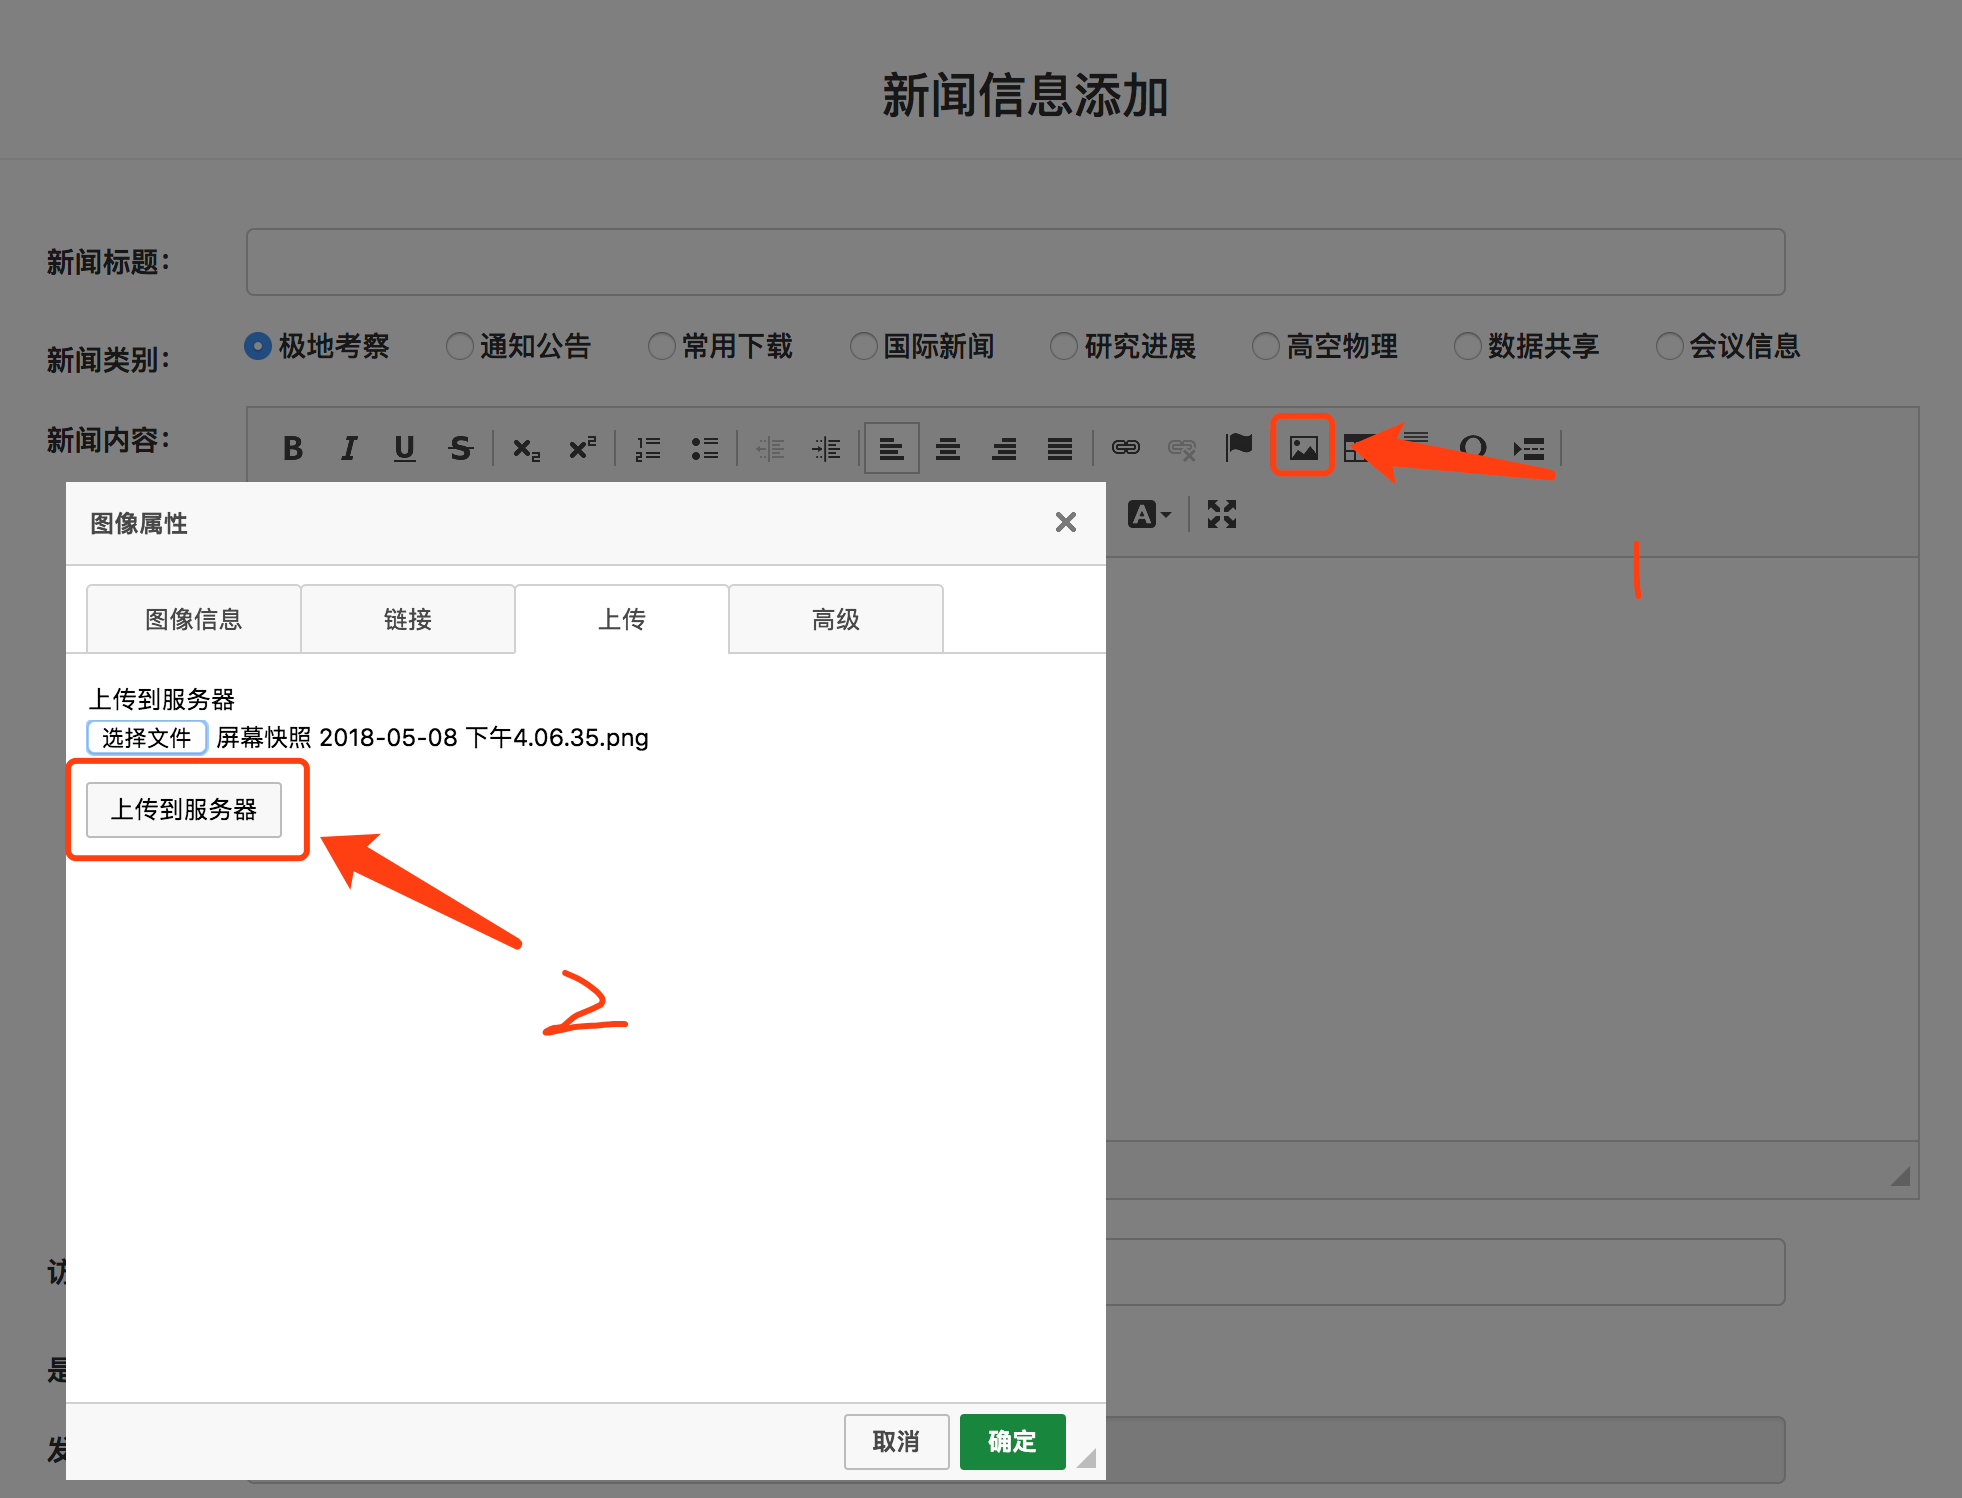 新闻信息添加
新闻标题：
新闻类别： 极地考察 通知公告 常用下载 国际新闻 研究进展 高空物理 数据共享 会议信息
新闻内容：
B I U S x₂ x²
A
图像属性
图像信息 链接 上传 高级
上传到服务器
选择文件 屏幕快照 2018-05-08 下午4.06.35.png
上传到服务器
1
2
访
是
发
取消 确定